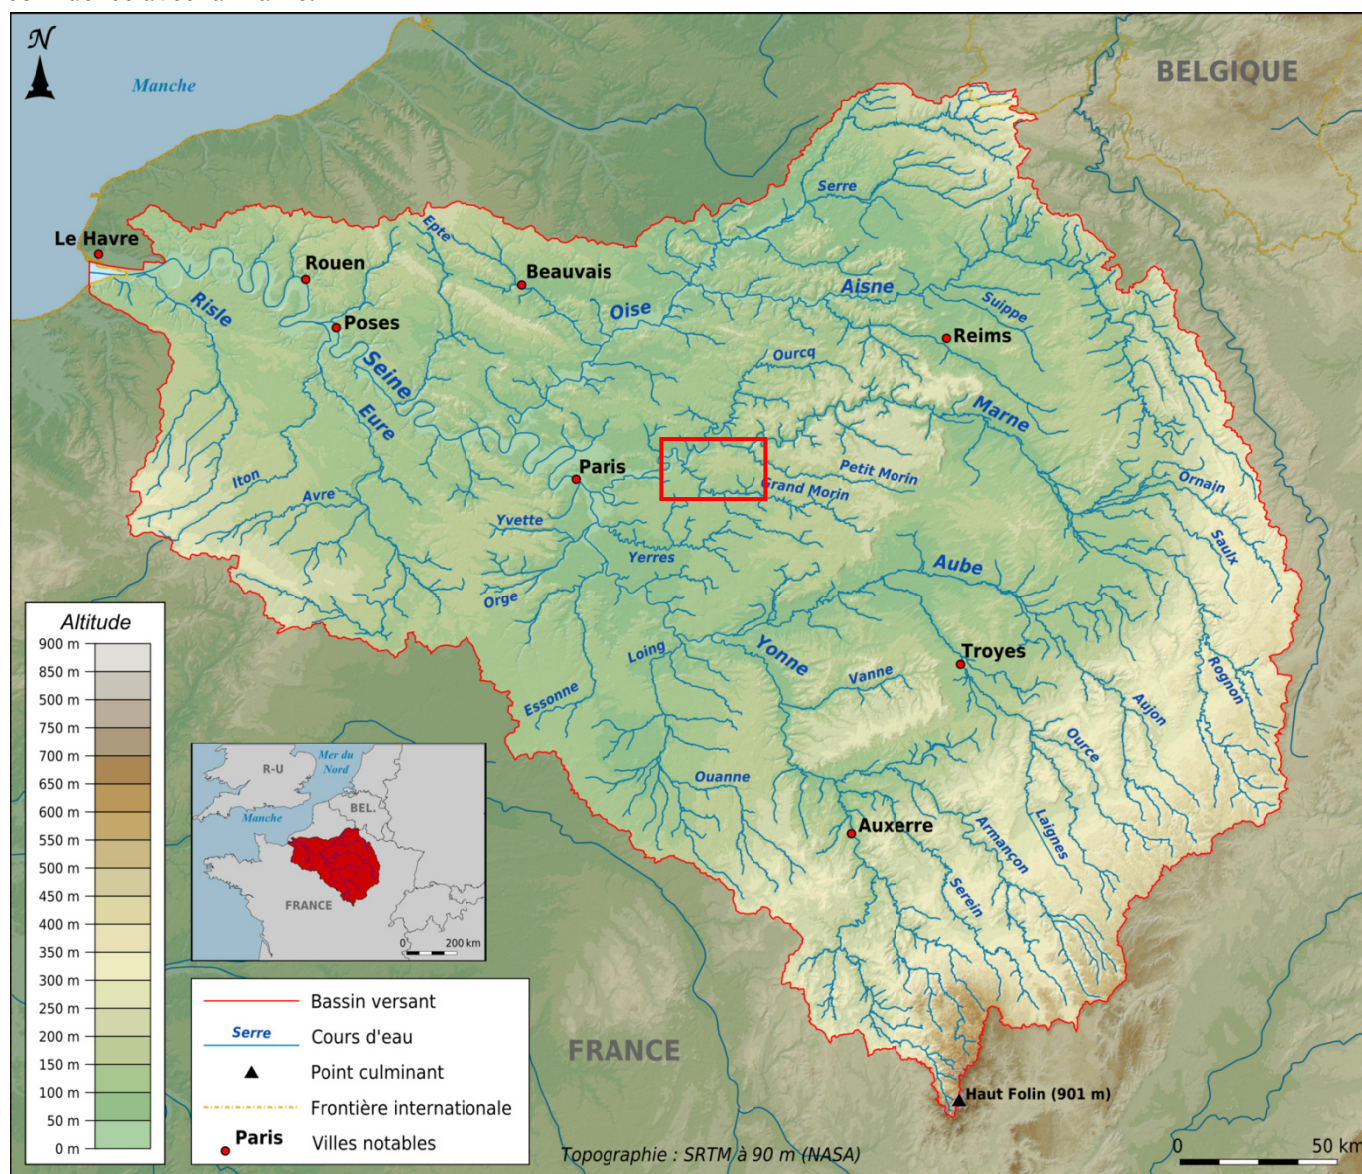 N
Manche
BELGIQUE
Serre
Le Havre
Epte
Rouen
Beauvais
Risle
Oise
Aisne
Suippe
Poses
Reims
Seine
Ourcq
Eure
Marne
Paris
Petit Morin
Ornain
Iton
Grand Morin
Avre
Yvette
Saulx
Yerres
Aube
Orge
Loing
Yonne
Troyes
Vanne
Rognon
Essonne
Aujon
Ource
Ouanne
Laignes
Auxerre
Armançon
Serein
Altitude
900 m
850 m
500 m
750 m
700 m
650 m
600 m
550 m
500 m
450 m
400 m
350 m
300 m
250 m
200 m
150 m
100 m
50 m
0 m
Mer du
Nord
R-U
BEL.
Manche
FRANCE
0 200 km
Bassin versant
Serre Cours d'eau
Point culminant
Frontière internationale
Paris Villes notables
FRANCE
Haut Folin (901 m)
Topographie : SRTM à 90 m (NASA)
0 50 km